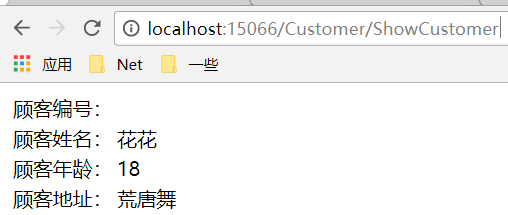 localhost:15066/Customer/ShowCustomer
应用 Net 一些
顾客编号：
顾客姓名： 花花
顾客年龄： 18
顾客地址： 荒唐舞